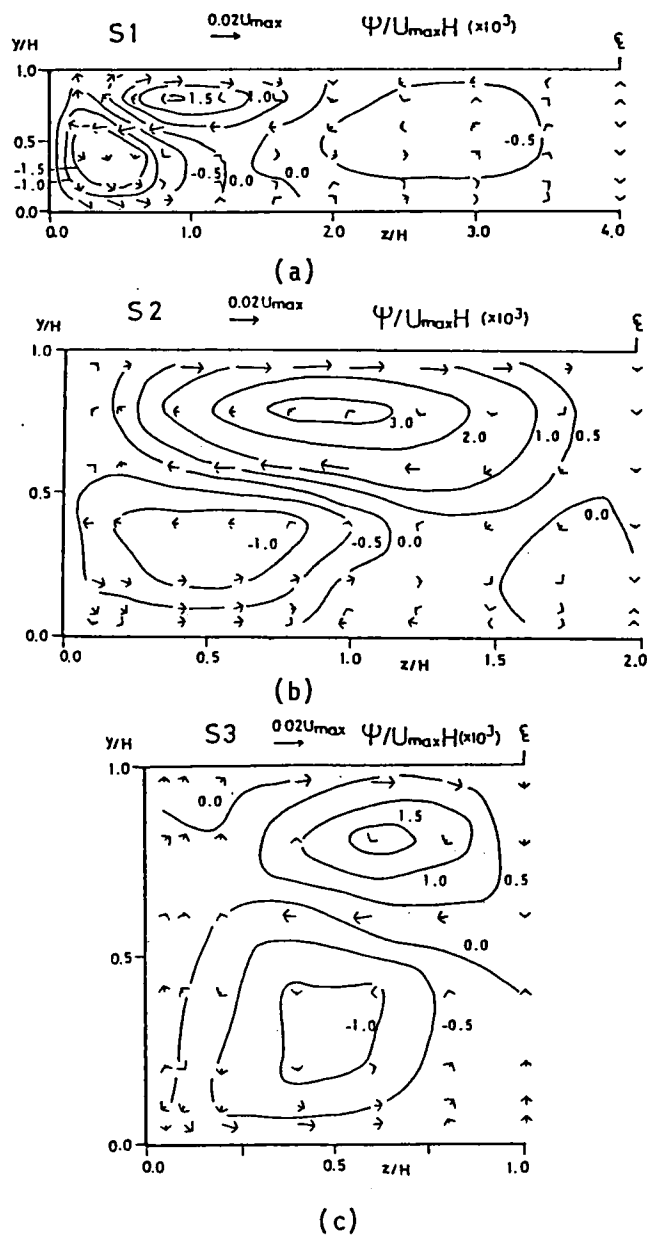 S1 0.02Umax Ψ/UmaxH (×10³) ℄
y/H
1.0
1.5 1.0
0.5
-1.5
-1.0
-0.5 0.0 0.0 -0.5
0.0
0.0 1.0 2.0 3.0 4.0
z/H
(a)
S2 0.02Umax Ψ/UmaxH (×10³) ℄
y/H
1.0
3.0 2.0 1.0 0.5
0.5
-1.0 -0.5 0.0 0.0
0.0
0.0 0.5 1.0 1.5 2.0
z/H
(b)
S3 0.02Umax Ψ/UmaxH (×10³) ℄
y/H
1.0
0.0
1.5
1.0 0.5
0.0
0.5
-1.0 -0.5
0.0
0.0 0.5 1.0
z/H
(c)